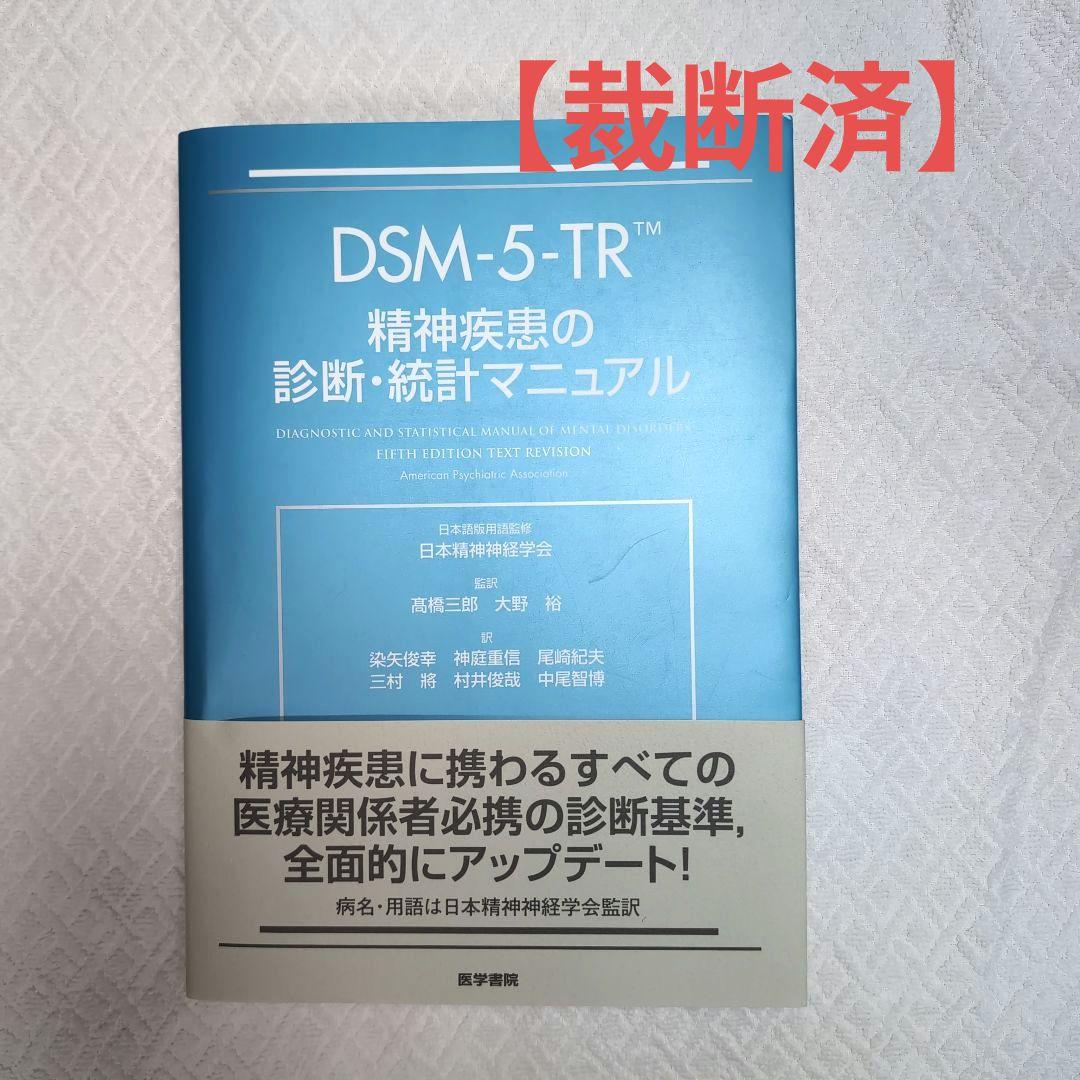 【裁断済】
DSM-5-TR™
精神疾患の
診断・統計マニュアル
DIAGNOSTIC AND STATISTICAL MANUAL OF MENTAL DISORDERS
FIFTH EDITION TEXT REVISION
American Psychiatric Association
日本語版用語監修
日本精神神経学会
監訳
髙橋三郎 大野 裕
訳
染矢俊幸 神庭重信 尾崎紀夫
三村 將 村井俊哉 中尾智博
精神疾患に携わるすべての
医療関係者必携の診断基準,
全面的にアップデート!
病名・用語は日本精神神経学会監訳
医学書院